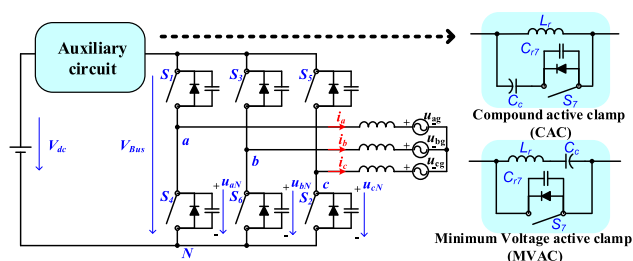 Auxiliary
circuit
S1 S3 S5
Vdc
VBus
a
b
c
ia
ib
ic
+ uag
+ ubg
+ ucg
S4 S6 S2
+ uaN -
+ ubN -
+ ucN -
N
Lr
Cr7
Cc
S7
Compound active clamp
(CAC)
Lr
Cc
Cr7
S7
Minimum Voltage active clamp
(MVAC)